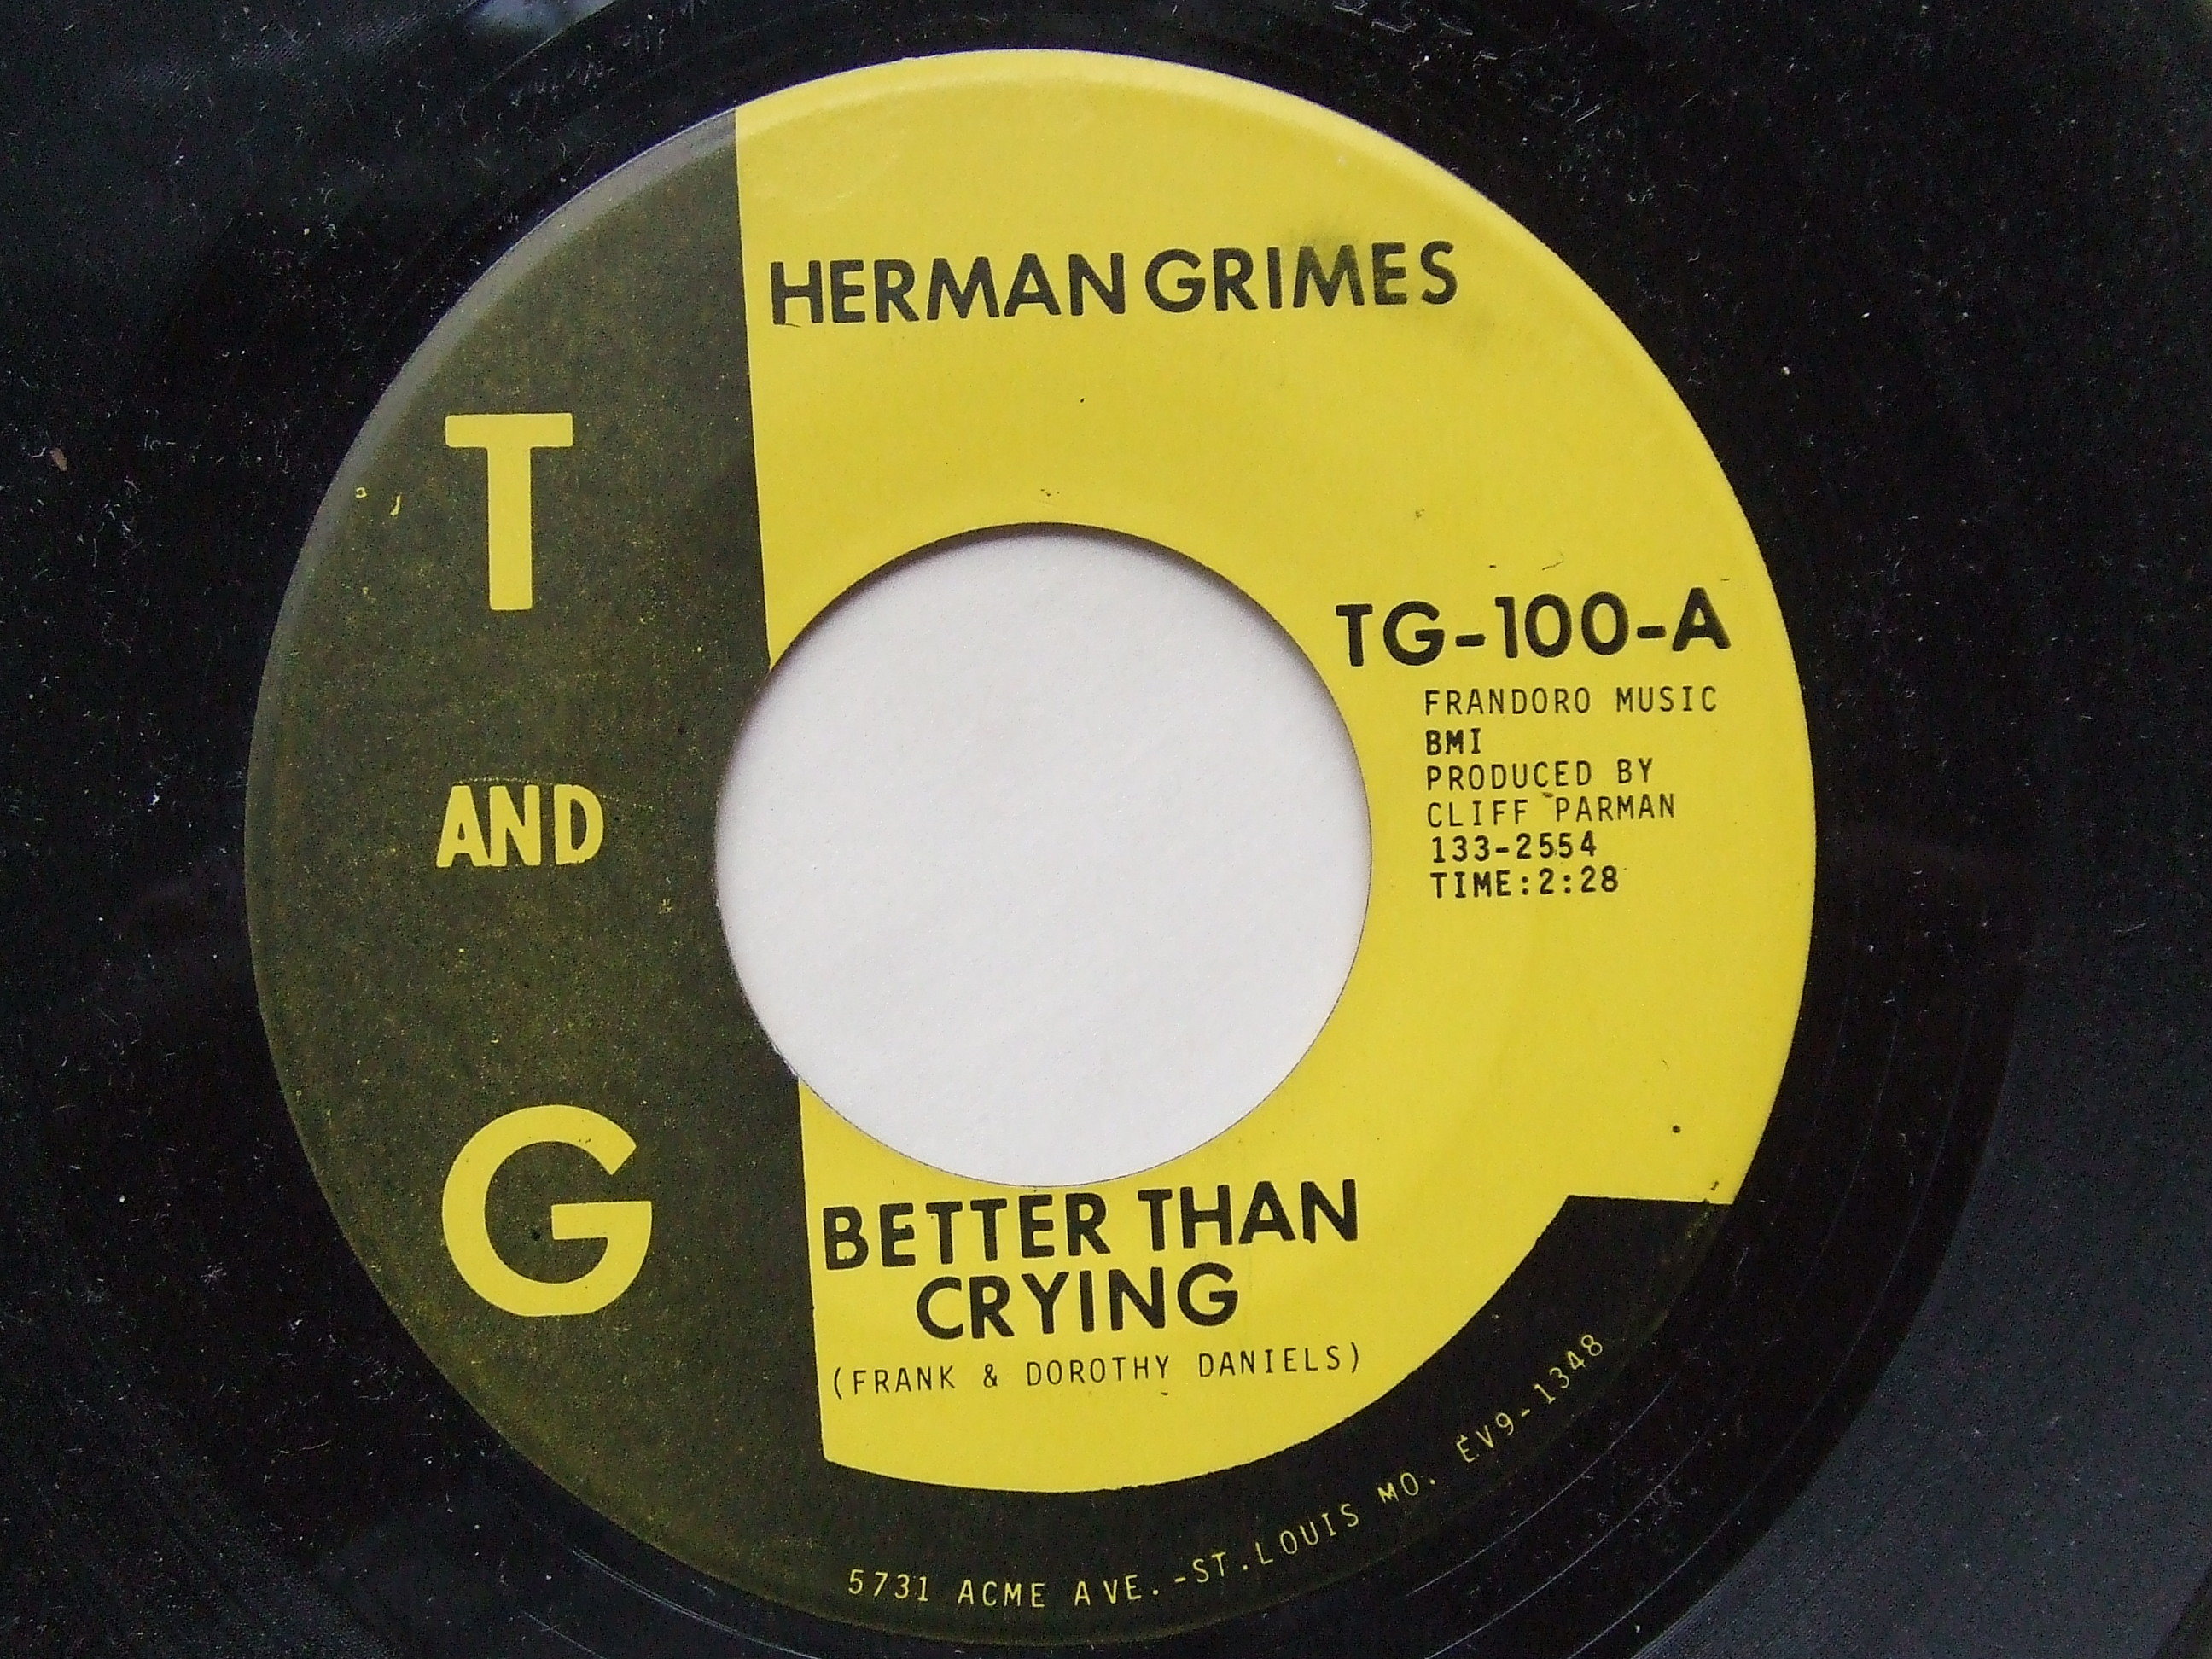 HERMAN GRIMES
T
AND
G
TG-100-A
FRANDORO MUSIC
BMI
PRODUCED BY
CLIFF PARMAN
133-2554
TIME:2:28
BETTER THAN
CRYING
(FRANK & DOROTHY DANIELS)
5731 ACME AVE.-ST.LOUIS MO. EV9-1348